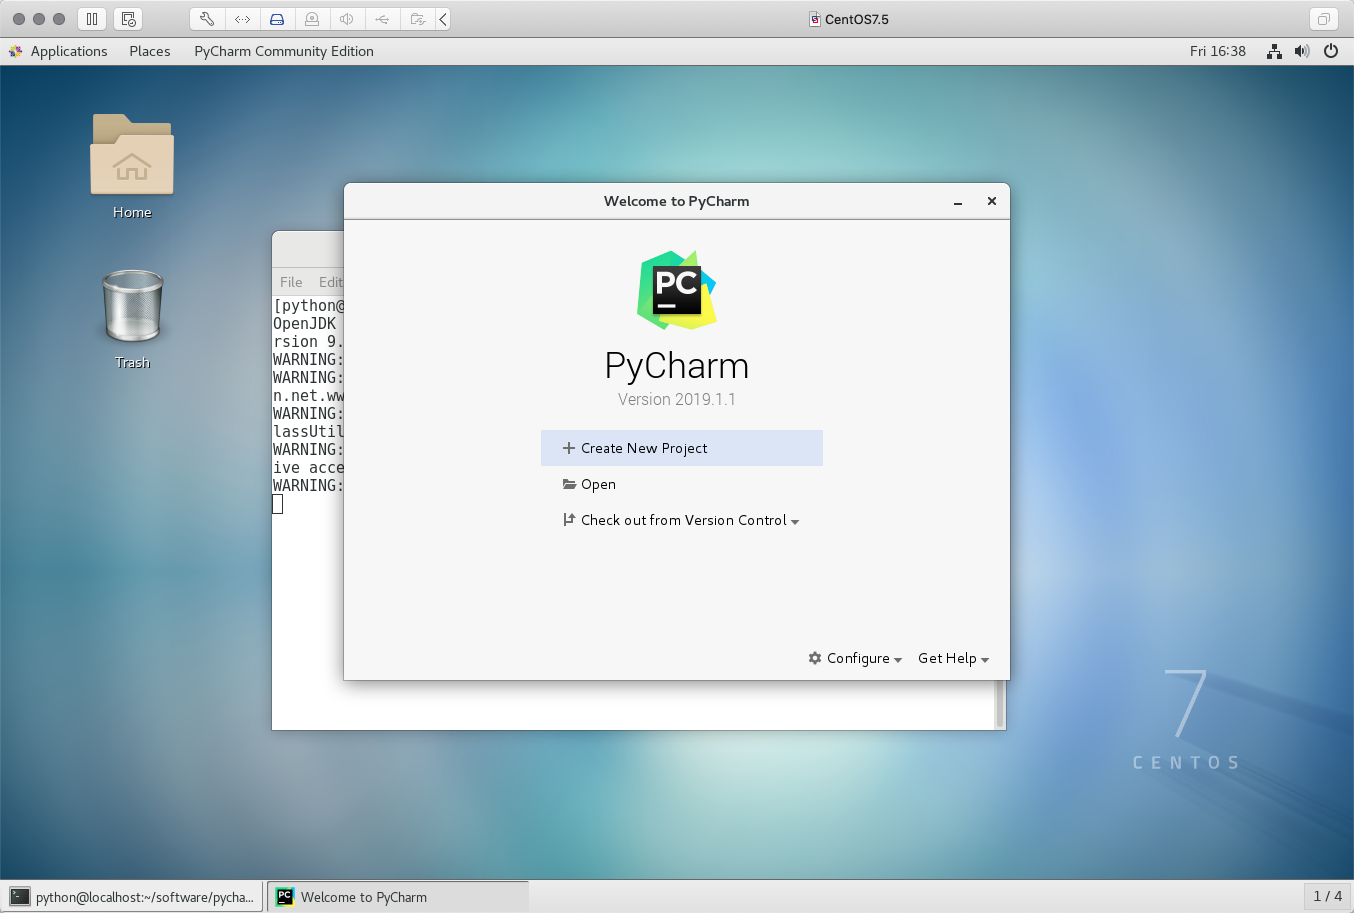 CentOS7.5
Applications Places PyCharm Community Edition Fri 16:38
Home
Trash
Welcome to PyCharm
File Edit
[python@
OpenJDK
rsion 9.
WARNING:
WARNING:
n.net.ww
WARNING:
lassUtil
WARNING:
ive acce
WARNING:
PC
PyCharm
Version 2019.1.1
Create New Project
Open
Check out from Version Control
Configure Get Help
7
CENTOS
python@localhost:~/software/pycha... PC Welcome to PyCharm 1 / 4